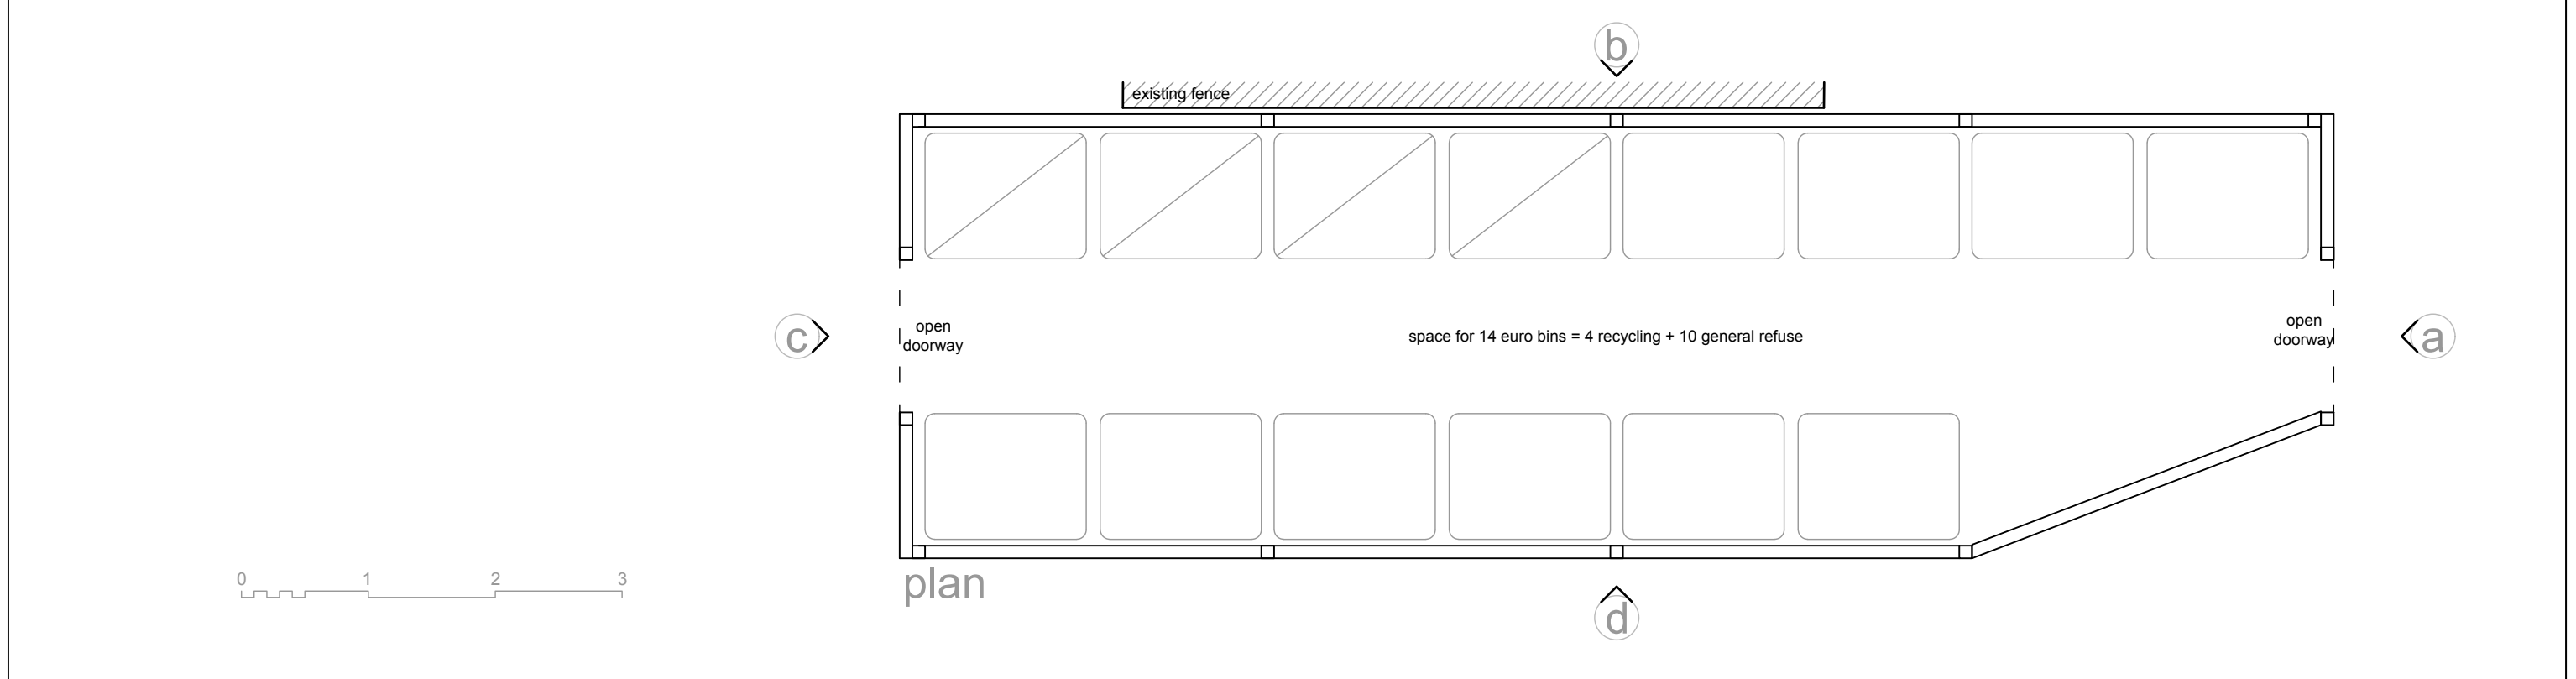 b
existing fence
open
doorway
c
space for 14 euro bins = 4 recycling + 10 general refuse
open
doorway
a
plan
0 1 2 3
d